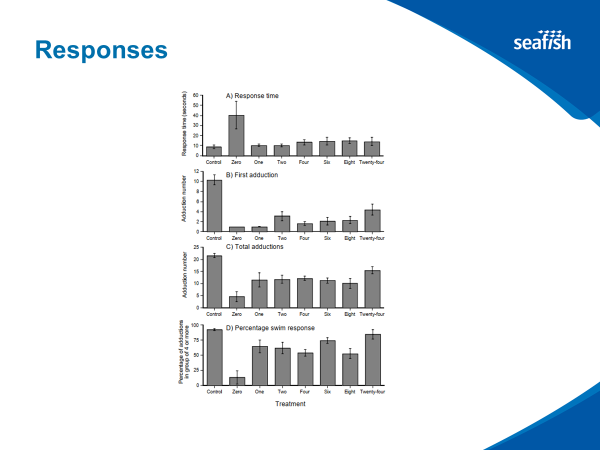 Responses
seafish
A) Response time
Response time (seconds)
60
50
40
30
20
10
0
Control Zero One Two Four Six Eight Twenty-four
B) First adduction
Adduction number
12
10
8
6
4
2
0
Control Zero One Two Four Six Eight Twenty-four
C) Total adductions
Adduction number
25
20
15
10
5
0
Control Zero One Two Four Six Eight Twenty-four
D) Percentage swim response
Percentage of adductions
in group of 4 or more
100
75
50
25
0
Control Zero One Two Four Six Eight Twenty-four
Treatment